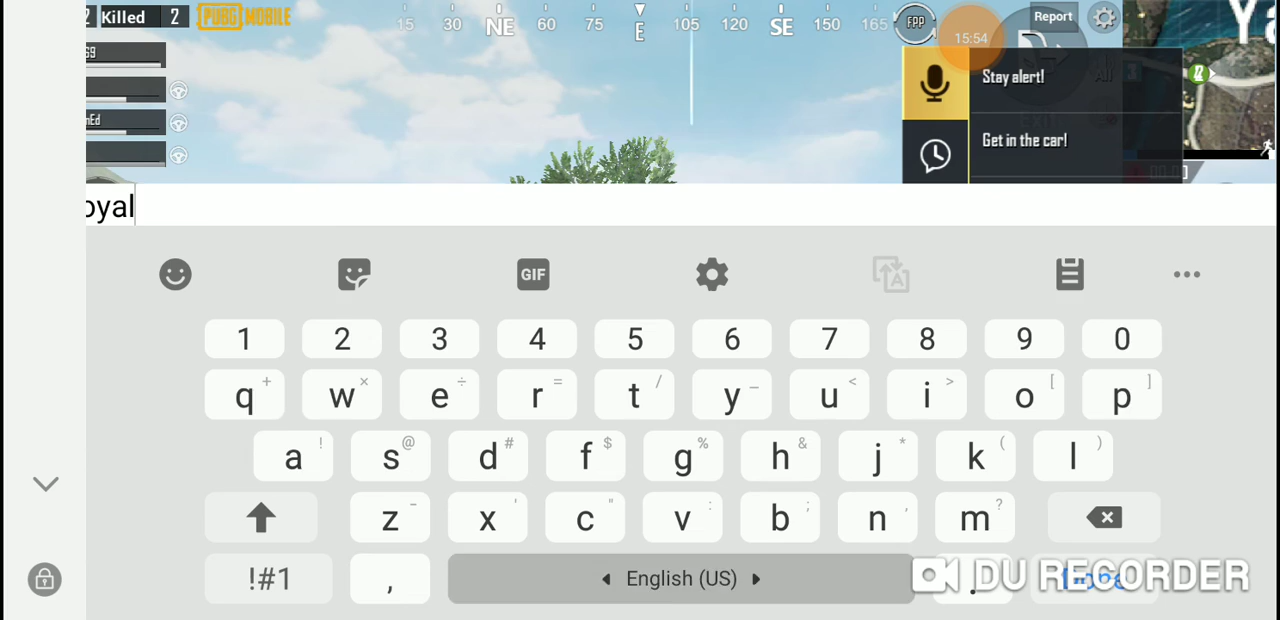 2 Killed 2 PUBG MOBILE
15 30 NE 60 75 E 105 120 SE 150 165
FPP 15:54 Report
Stay alert!
Get in the car!
oyal
GIF
1 2 3 4 5 6 7 8 9 0
q + w × e ÷ r = t / y _ u < i > o [ p ]
a ! s @ d # f $ g % h & j * k ( l )
z - x ' c " v : b ; n , m ?
!#1 , English (US) . Done
DU RECORDER